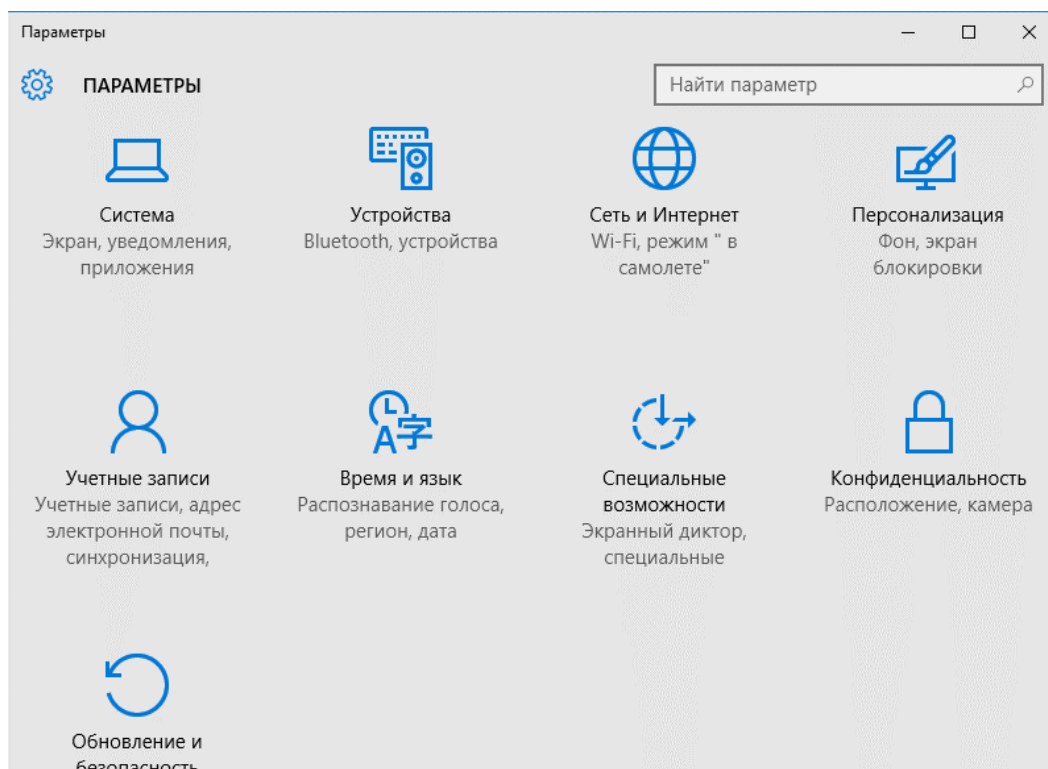 Параметры
ПАРАМЕТРЫ
Найти параметр
Система
Экран, уведомления,
приложения
Устройства
Bluetooth, устройства
Сеть и Интернет
Wi-Fi, режим " в
самолете"
Персонализация
Фон, экран
блокировки
Учетные записи
Учетные записи, адрес
электронной почты,
синхронизация,
Время и язык
Распознавание голоса,
регион, дата
Специальные
возможности
Экранный диктор,
специальные
Конфиденциальность
Расположение, камера
Обновление и
безопасность